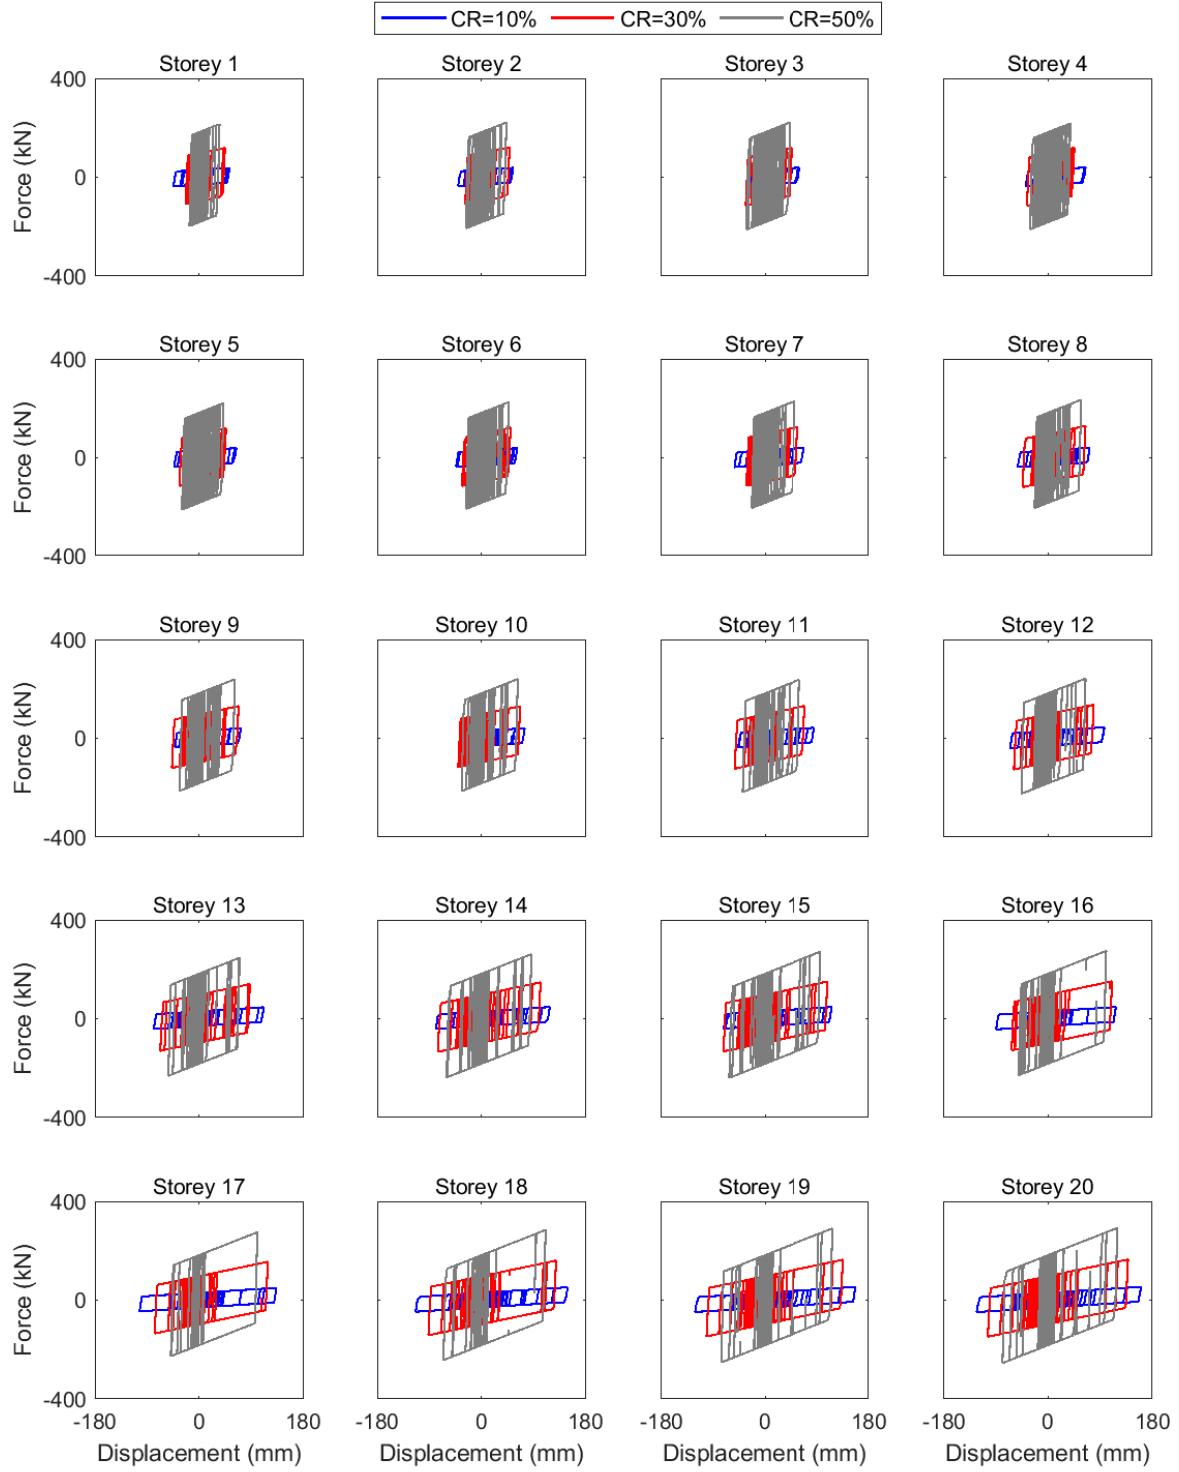 CR=10% CR=30% CR=50%
Storey 1 Storey 2 Storey 3 Storey 4
400
0
-400
Force (kN)
Storey 5 Storey 6 Storey 7 Storey 8
400
0
-400
Force (kN)
Storey 9 Storey 10 Storey 11 Storey 12
400
0
-400
Force (kN)
Storey 13 Storey 14 Storey 15 Storey 16
400
0
-400
Force (kN)
Storey 17 Storey 18 Storey 19 Storey 20
400
0
-400
Force (kN)
-180 0 180 -180 0 180 -180 0 180 -180 0 180
Displacement (mm) Displacement (mm) Displacement (mm) Displacement (mm)